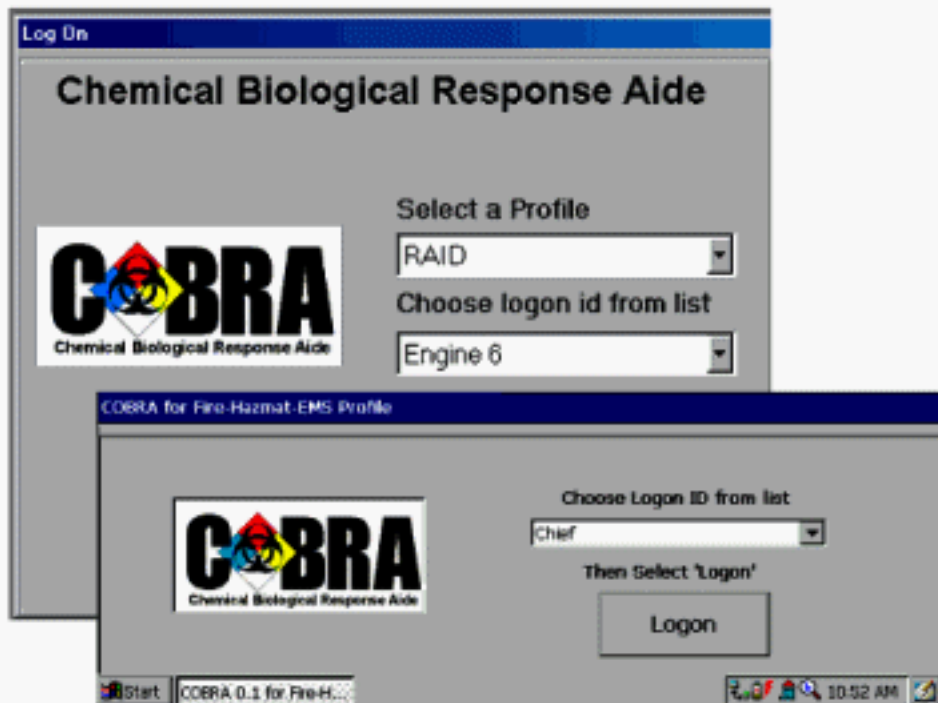 Log On
Chemical Biological Response Aide
Select a Profile
RAID
COBRA
Chemical Biological Response Aide
Choose logon id from list
Engine 6
COBRA for Fire-Hazmat-EMS Profile
Choose Logon ID from list
Chief
COBRA
Chemical Biological Response Aide
Then Select 'Logon'
Logon
Start
COBRA 0.1 for Fire-H...
10:52 AM